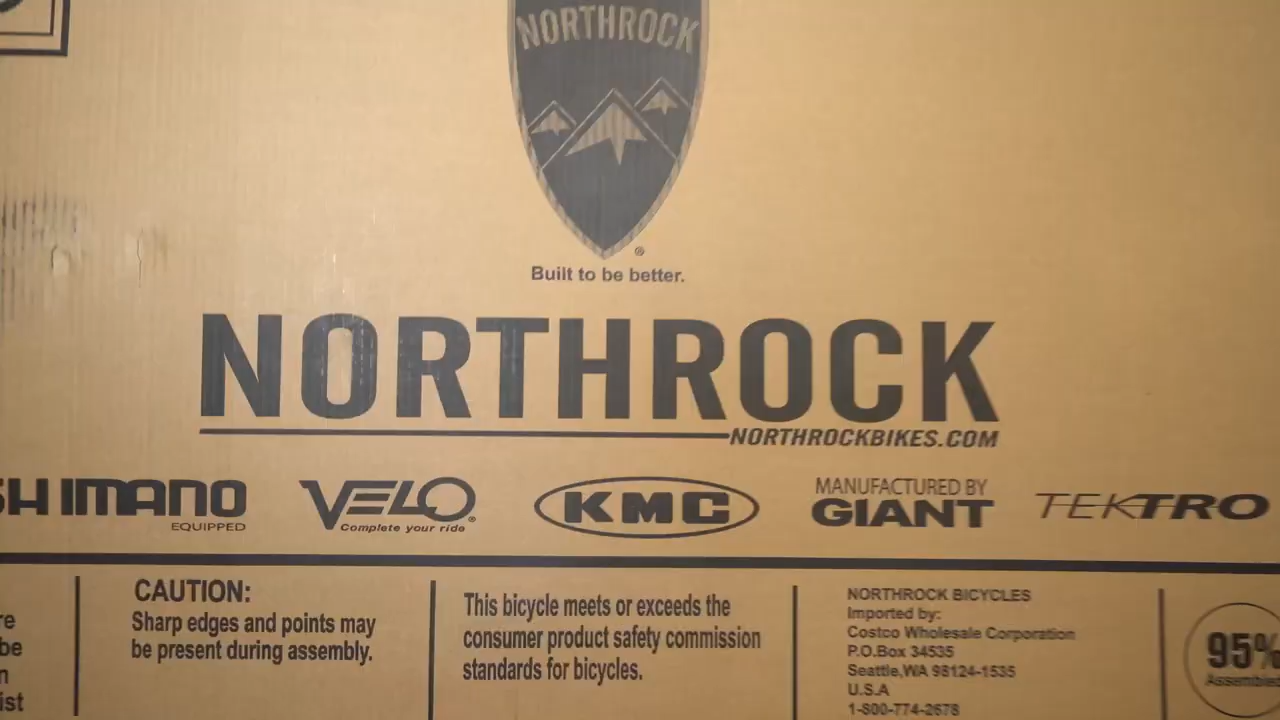 NORTHROCK
®
Built to be better.
NORTHROCK
NORTHROCKBIKES.COM
SHIMANO
EQUIPPED
VELO®
Complete your ride
KMC
MANUFACTURED BY
GIANT
TEKTRO
re
be
n
ist
CAUTION:
Sharp edges and points may
be present during assembly.
This bicycle meets or exceeds the
consumer product safety commission
standards for bicycles.
NORTHROCK BICYCLES
Imported by:
Costco Wholesale Corporation
P.O.Box 34535
Seattle,WA 98124-1535
U.S.A
1-800-774-2678
95%
Assembled